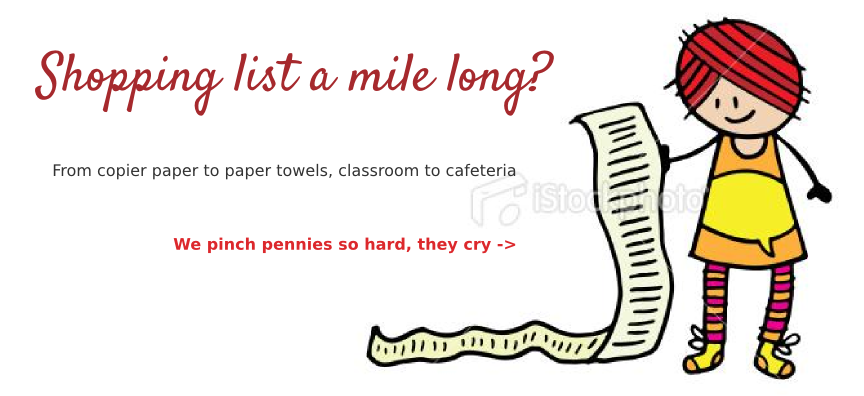 Shopping list a mile long?
From copier paper to paper towels, classroom to cafeteria
iStockphoto
We pinch pennies so hard, they cry ->